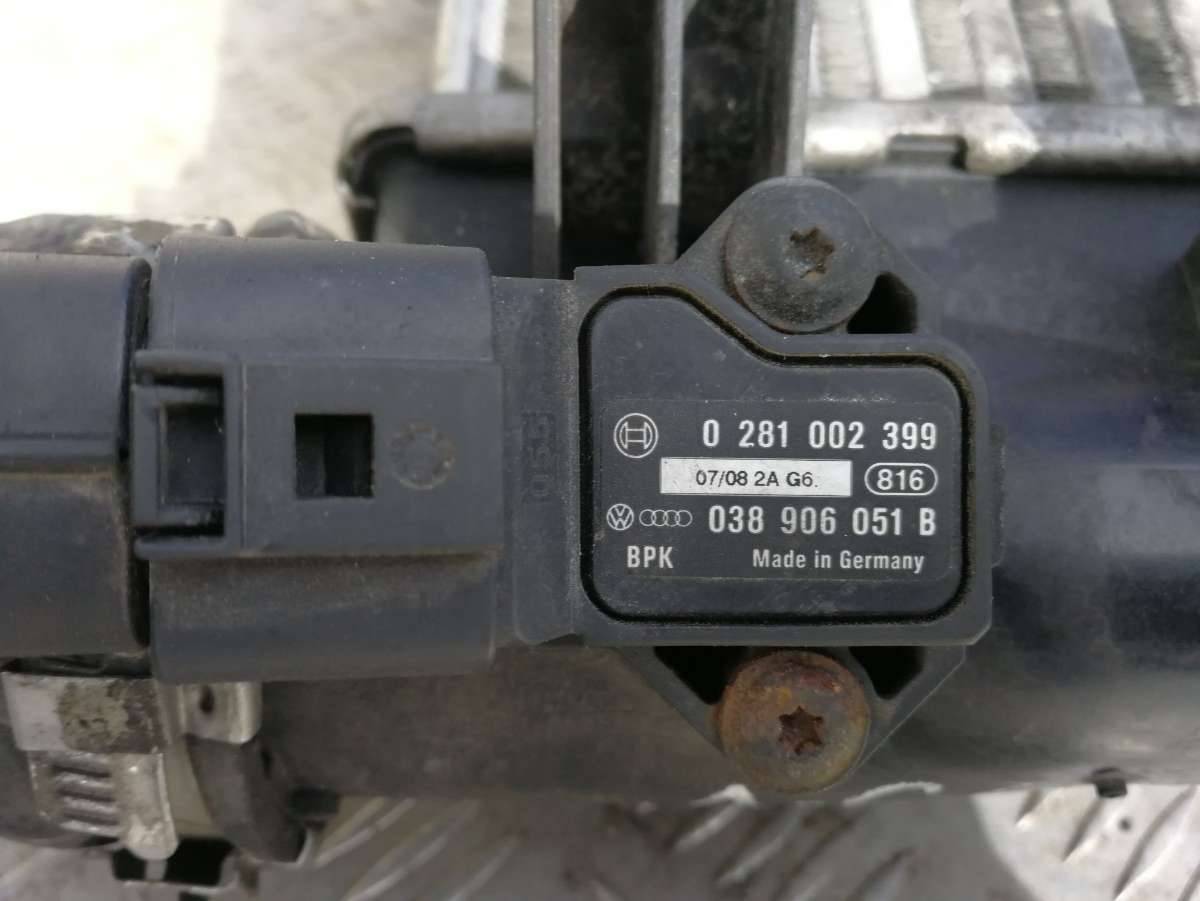 0 281 002 399
07/08 2A G6.
816
038 906 051 B
BPK Made in Germany